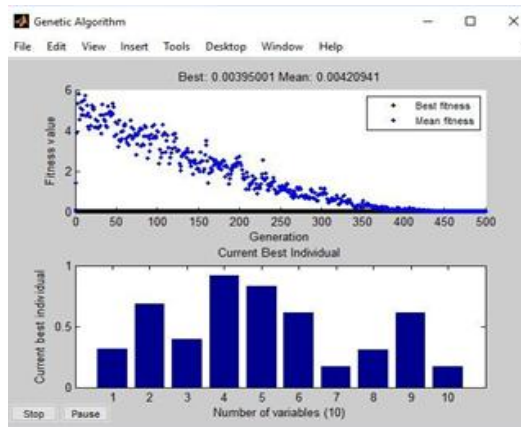 Genetic Algorithm
File Edit View Insert Tools Desktop Window Help
Best: 0.00395001 Mean: 0.00420941
Fitness value
6
4
2
0
Best fitness
Mean fitness
0 50 100 150 200 250 300 350 400 450 500
Generation
Current Best Individual
Current best individual
1
0.5
0
1 2 3 4 5 6 7 8 9 10
Number of variables (10)
Stop Pause